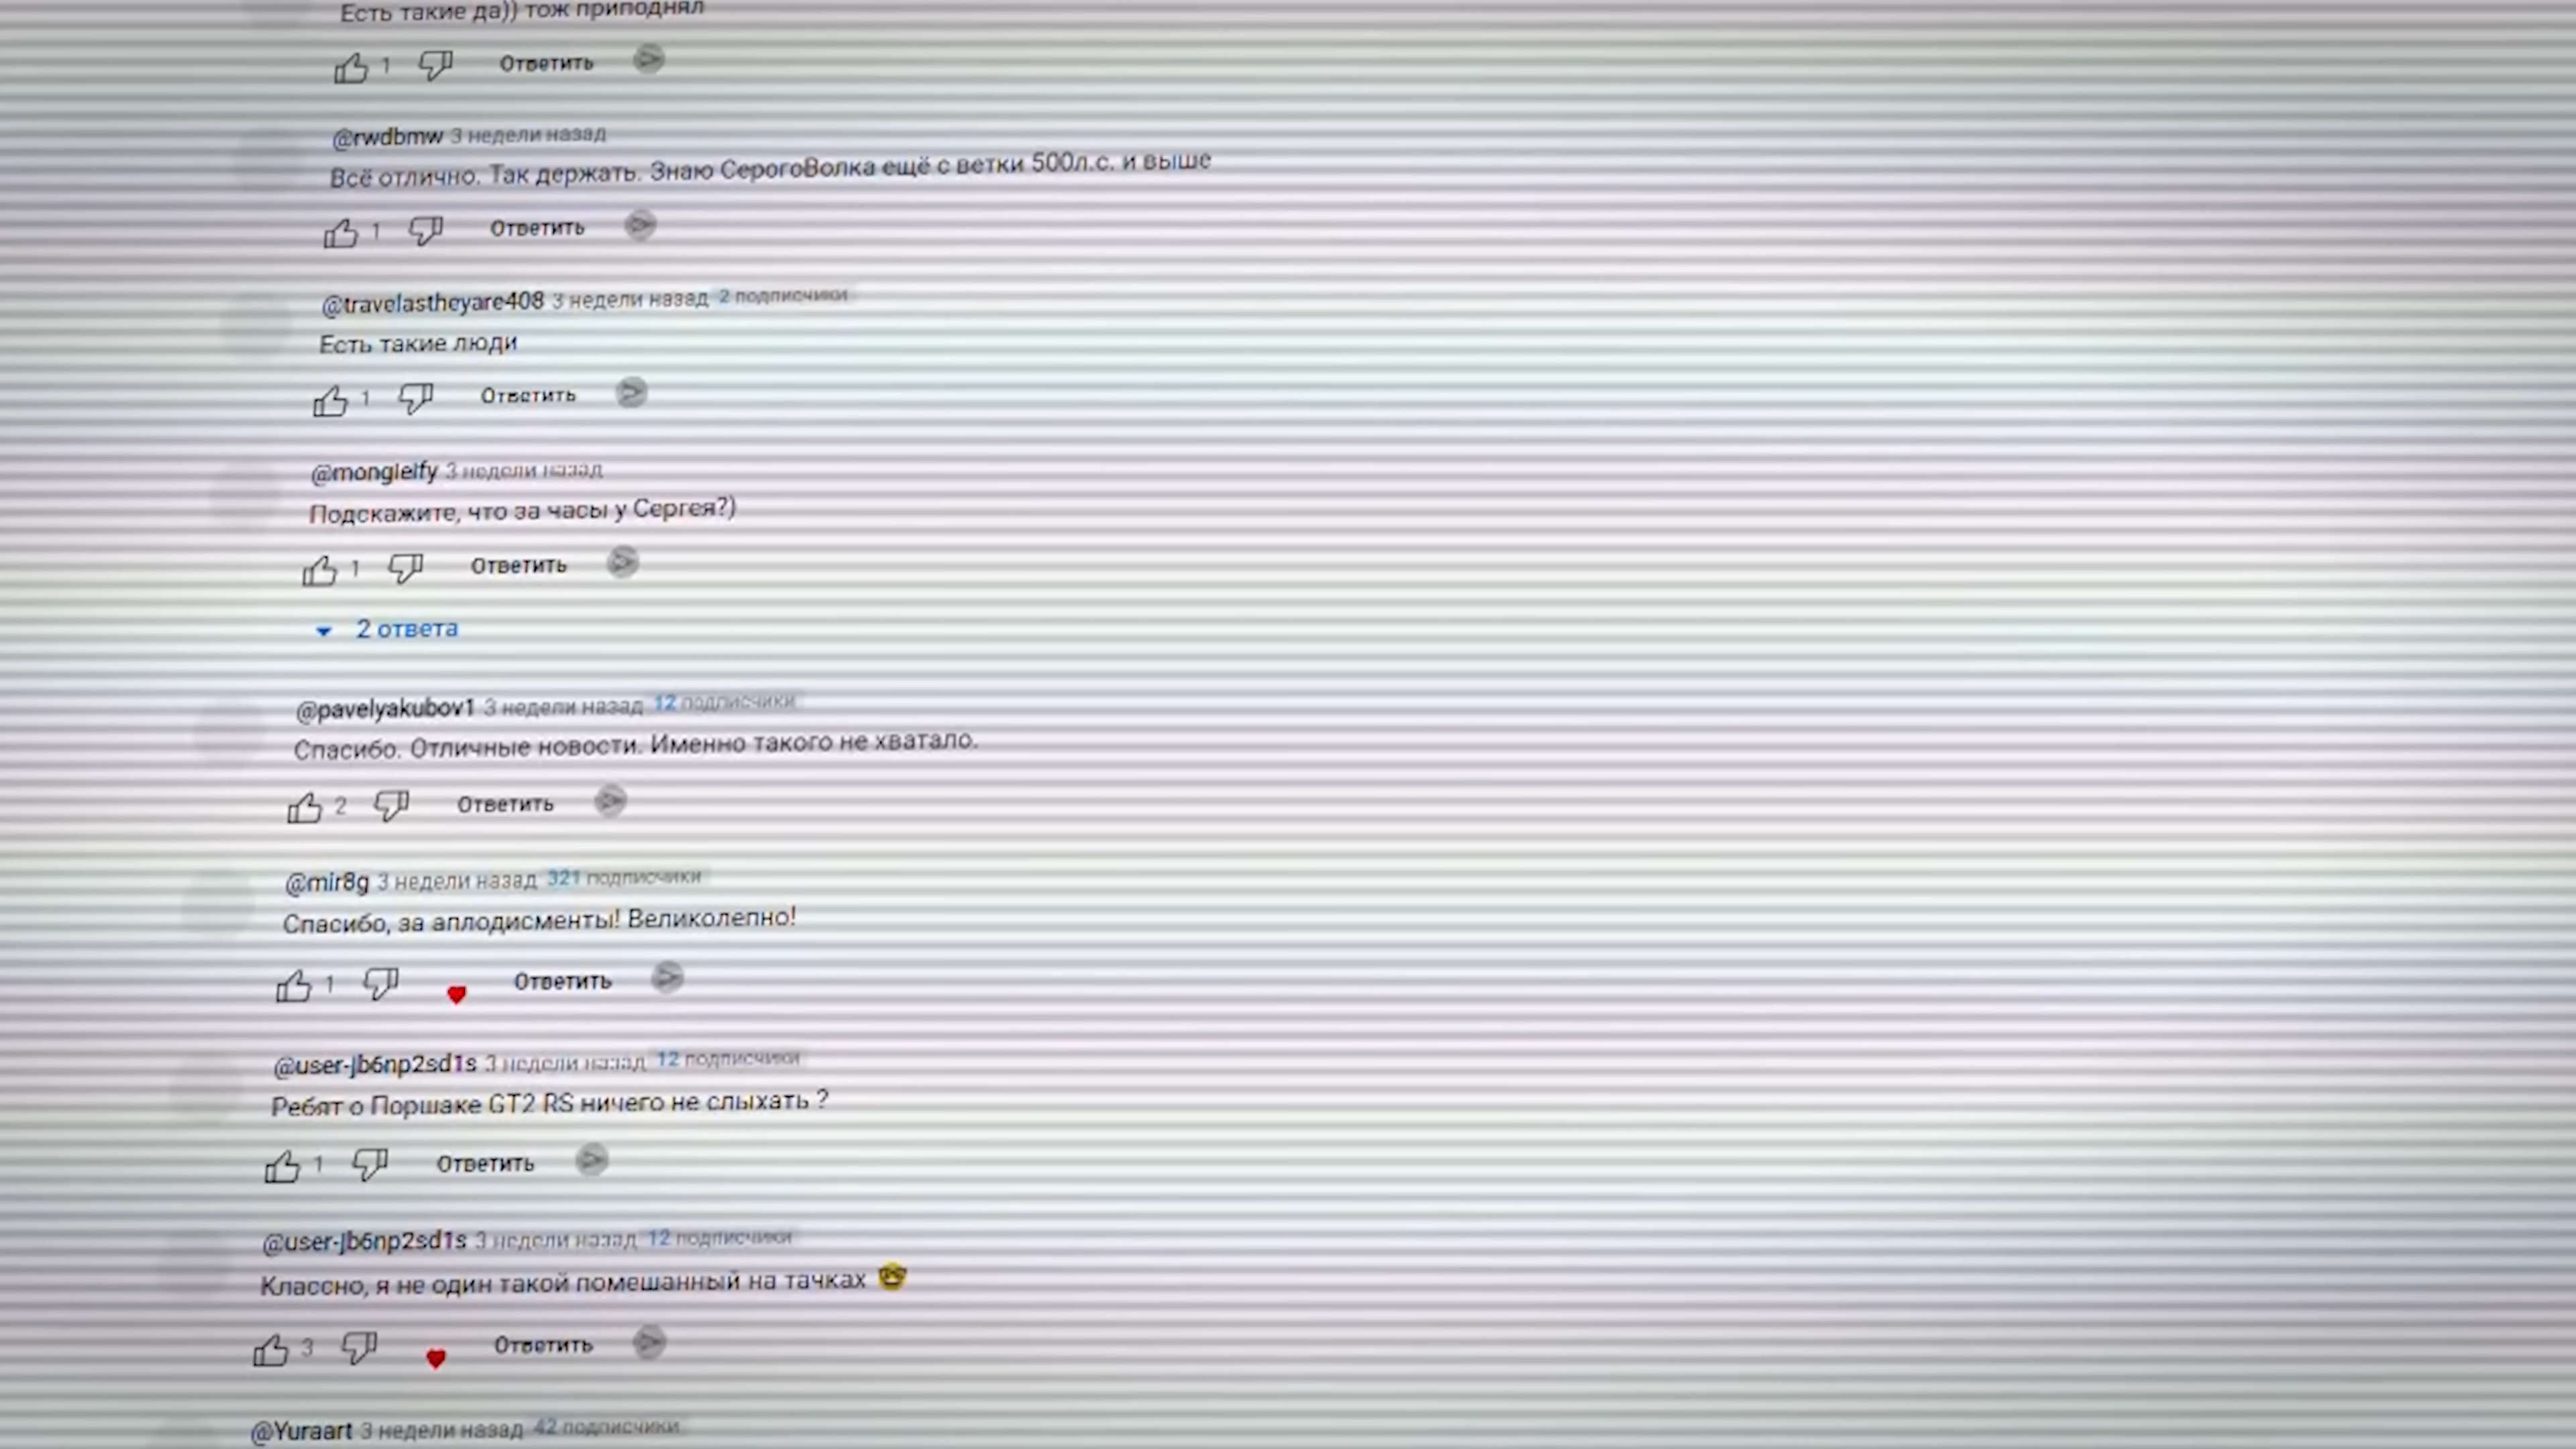 Есть такие да)) тож приподнял
1 Ответить
@rwdbmw 3 недели назад
Всё отлично. Так держать. Знаю СерогоВолка ещё с ветки 500л.с. и выше
1 Ответить
@travelastheyare408 3 недели назад 2 подписчики
Есть такие люди
1 Ответить
@monglelfy 3 недели назад
Подскажите, что за часы у Сергея?)
1 Ответить
2 ответа
@pavelyakubov1 3 недели назад 12 подписчики
Спасибо. Отличные новости. Именно такого не хватало.
2 Ответить
@mir8g 3 недели назад 321 подписчики
Спасибо, за аплодисменты! Великолепно!
1 Ответить
@user-jb6np2sd1s 3 недели назад 12 подписчики
Ребят о Поршаке GT2 RS ничего не слыхать ?
1 Ответить
@user-jb6np2sd1s 3 недели назад 12 подписчики
Классно, я не один такой помешанный на тачках 🤓
3 Ответить
@Yuraart 3 недели назад 42 подписчики